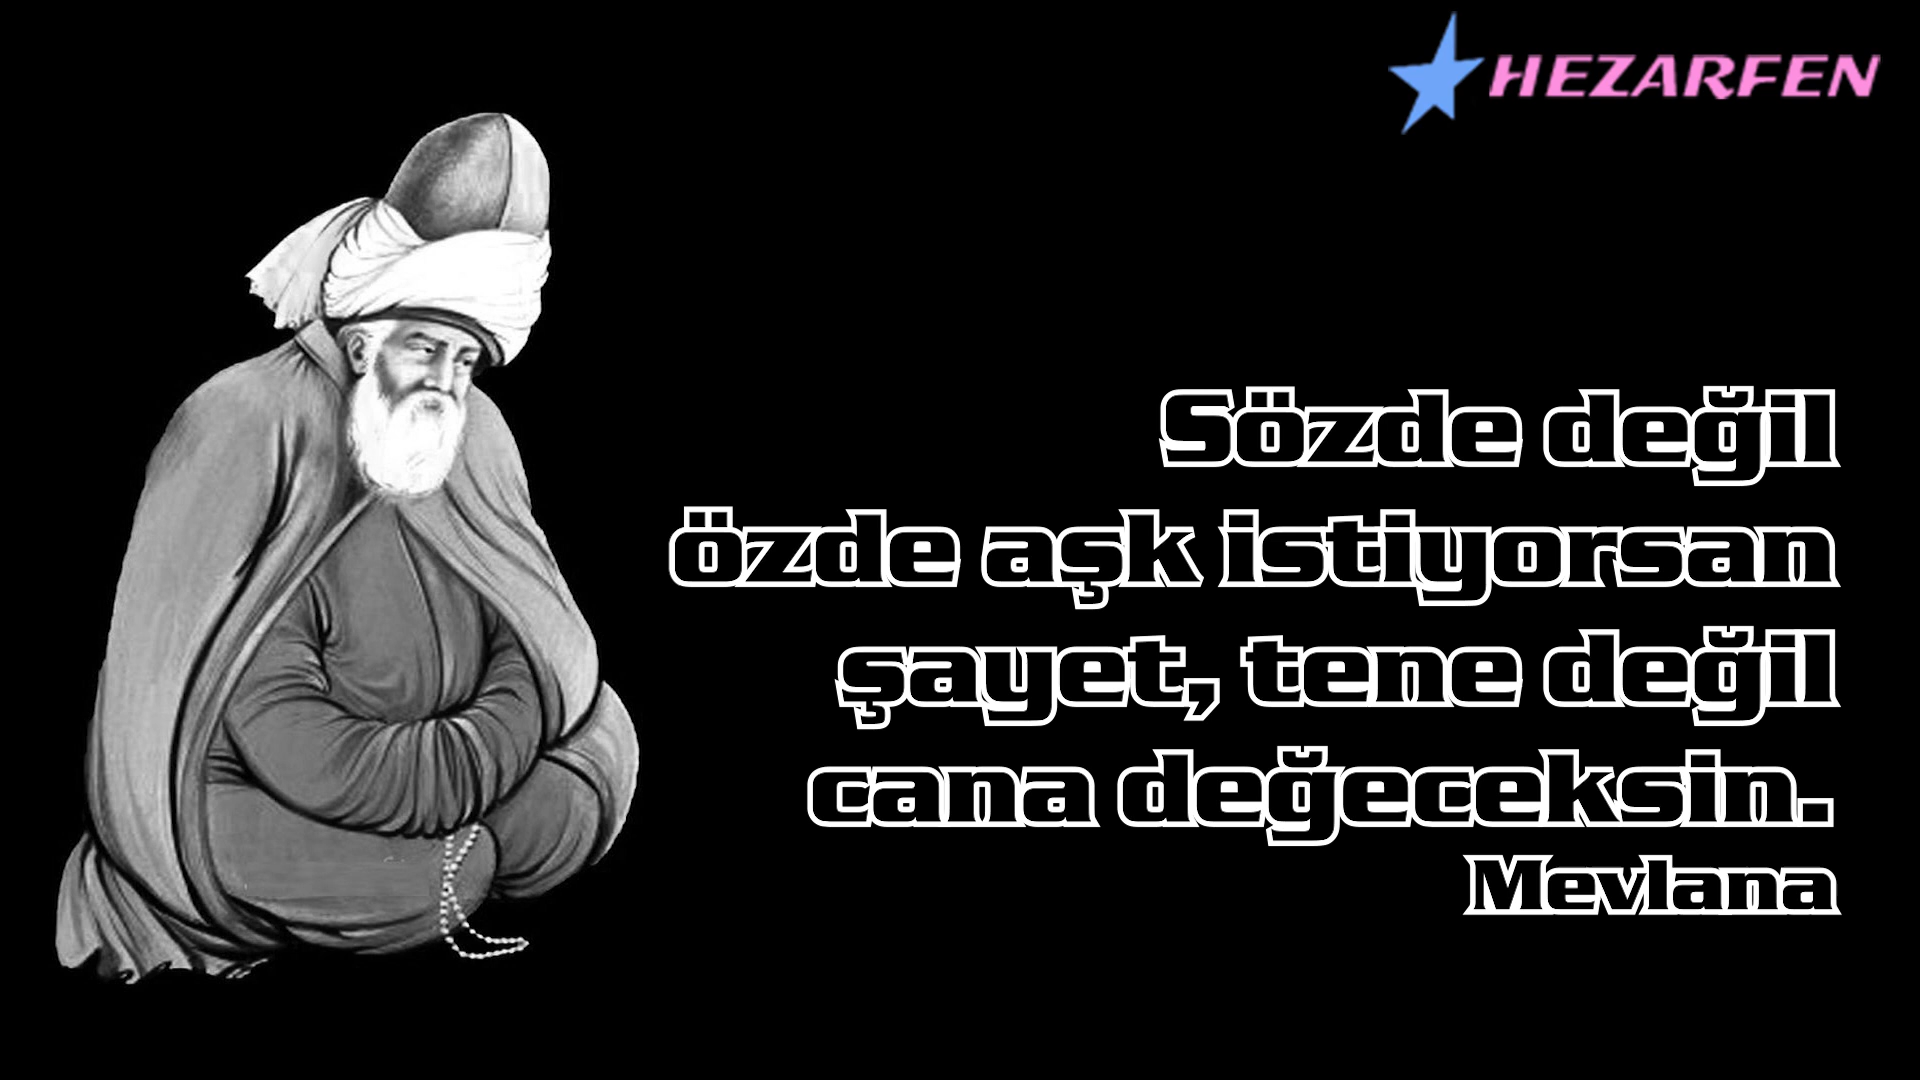 HEZARFEN
Sözde değil
özde aşk istiyorsan
şayet, tene değil
cana değeceksin.
Mevlana